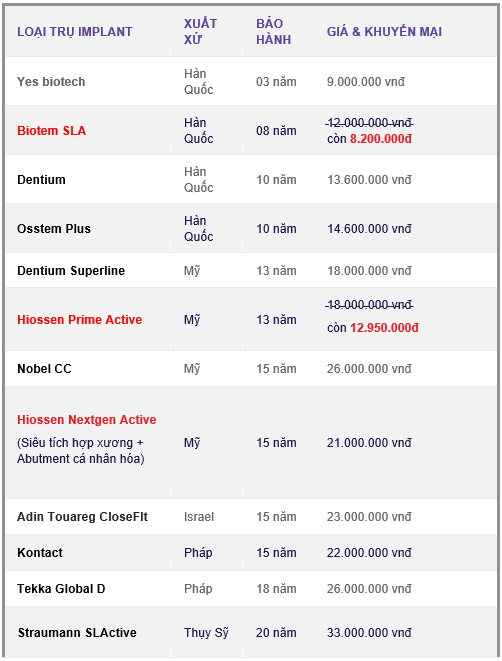 LOẠI TRỤ IMPLANT
XUẤT
XỨ
BẢO
HÀNH
GIÁ & KHUYẾN MẠI
Yes biotech
Hàn
Quốc
03 năm
9.000.000 vnđ
Biotem SLA
Hàn
Quốc
08 năm
12.000.000 vnđ
còn 8.200.000đ
Dentium
Hàn
Quốc
10 năm
13.600.000 vnđ
Osstem Plus
Hàn
Quốc
10 năm
14.600.000 vnđ
Dentium Superline
Mỹ
13 năm
18.000.000 vnđ
Hiossen Prime Active
Mỹ
13 năm
18.000.000 vnđ
còn 12.950.000đ
Nobel CC
Mỹ
15 năm
26.000.000 vnđ
Hiossen Nextgen Active
(Siêu tích hợp xương +
Abutment cá nhân hóa)
Mỹ
15 năm
21.000.000 vnđ
Adin Touareg CloseFIt
Israel
15 năm
23.000.000 vnđ
Kontact
Pháp
15 năm
22.000.000 vnđ
Tekka Global D
Pháp
18 năm
26.000.000 vnđ
Straumann SLActive
Thụy Sỹ
20 năm
33.000.000 vnđ